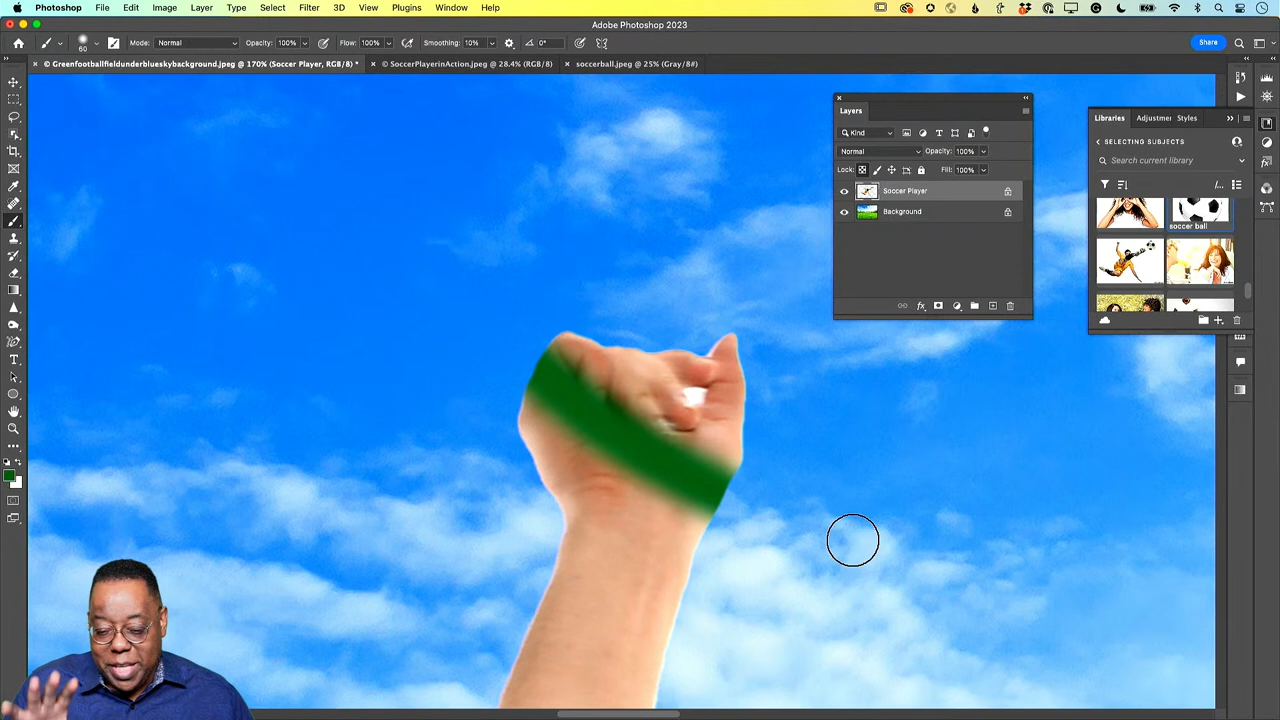 Photoshop File Edit Image Layer Type Select Filter 3D View Plugins Window Help
Adobe Photoshop 2023
60 Mode: Normal Opacity: 100% Flow: 100% Smoothing: 10% 0° Share
© Greenfootballfieldunderblueskybackground.jpeg @ 170% (Soccer Player, RGB/8) * © SoccerPlayerinAction.jpeg @ 28.4% (RGB/8) soccerball.jpeg @ 25% (Gray/8#)
Layers
Kind
Normal Opacity: 100%
Lock: Fill: 100%
Soccer Player
Background
Libraries Adjustmer Styles
SELECTING SUBJECTS
Search current library
soccer ball